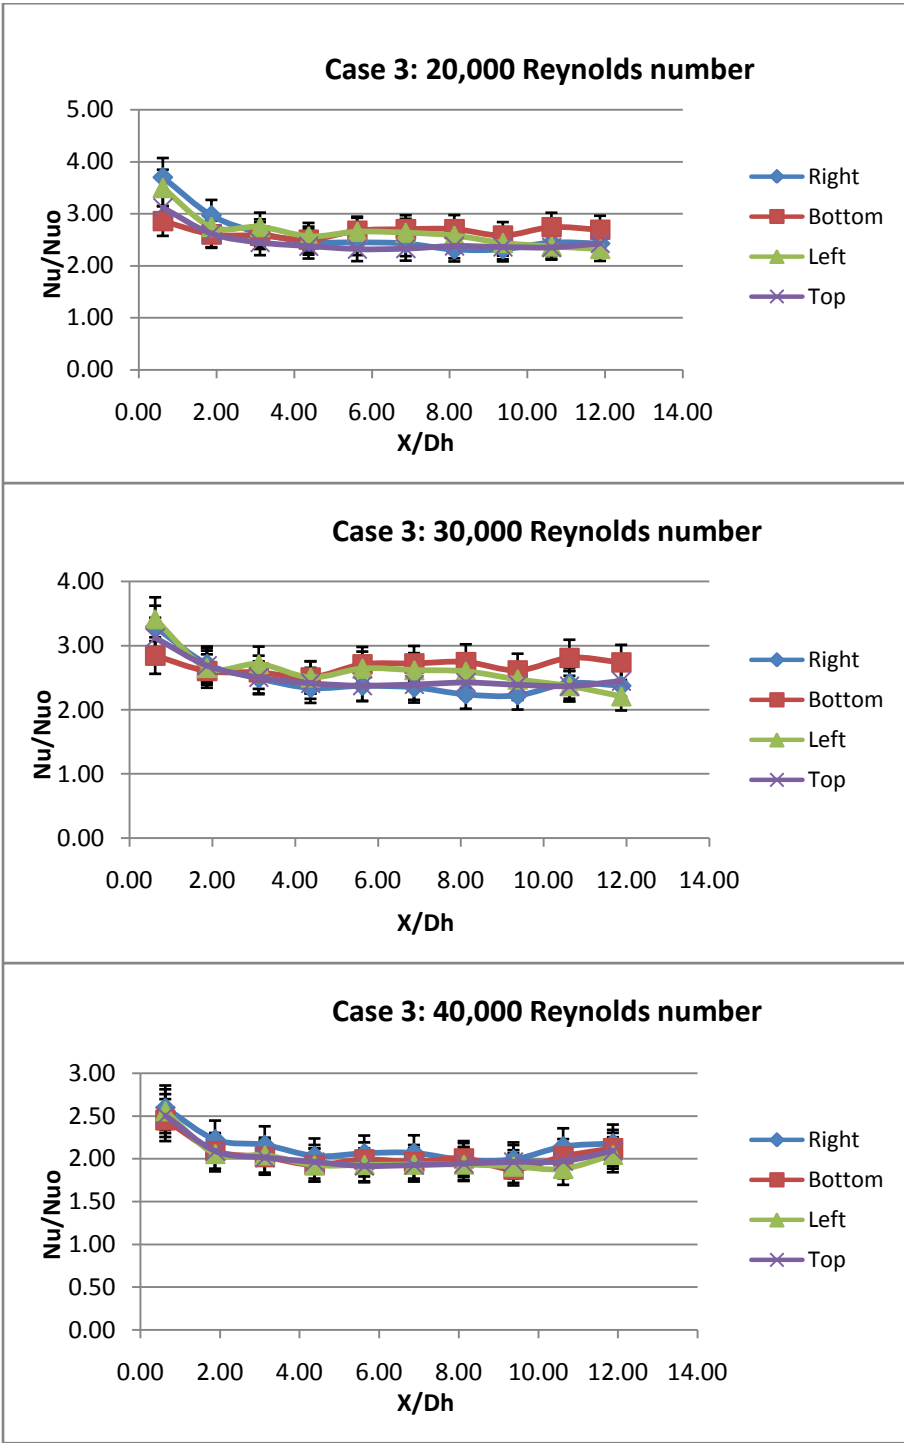 Case 3: 20,000 Reynolds number
5.00
4.00
3.00
2.00
1.00
0.00
Nu/Nuo
0.00 2.00 4.00 6.00 8.00 10.00 12.00 14.00
X/Dh
Right
Bottom
Left
Top
Case 3: 30,000 Reynolds number
4.00
3.00
2.00
1.00
0.00
Nu/Nuo
0.00 2.00 4.00 6.00 8.00 10.00 12.00 14.00
X/Dh
Right
Bottom
Left
Top
Case 3: 40,000 Reynolds number
3.00
2.50
2.00
1.50
1.00
0.50
0.00
Nu/Nuo
0.00 2.00 4.00 6.00 8.00 10.00 12.00 14.00
X/Dh
Right
Bottom
Left
Top